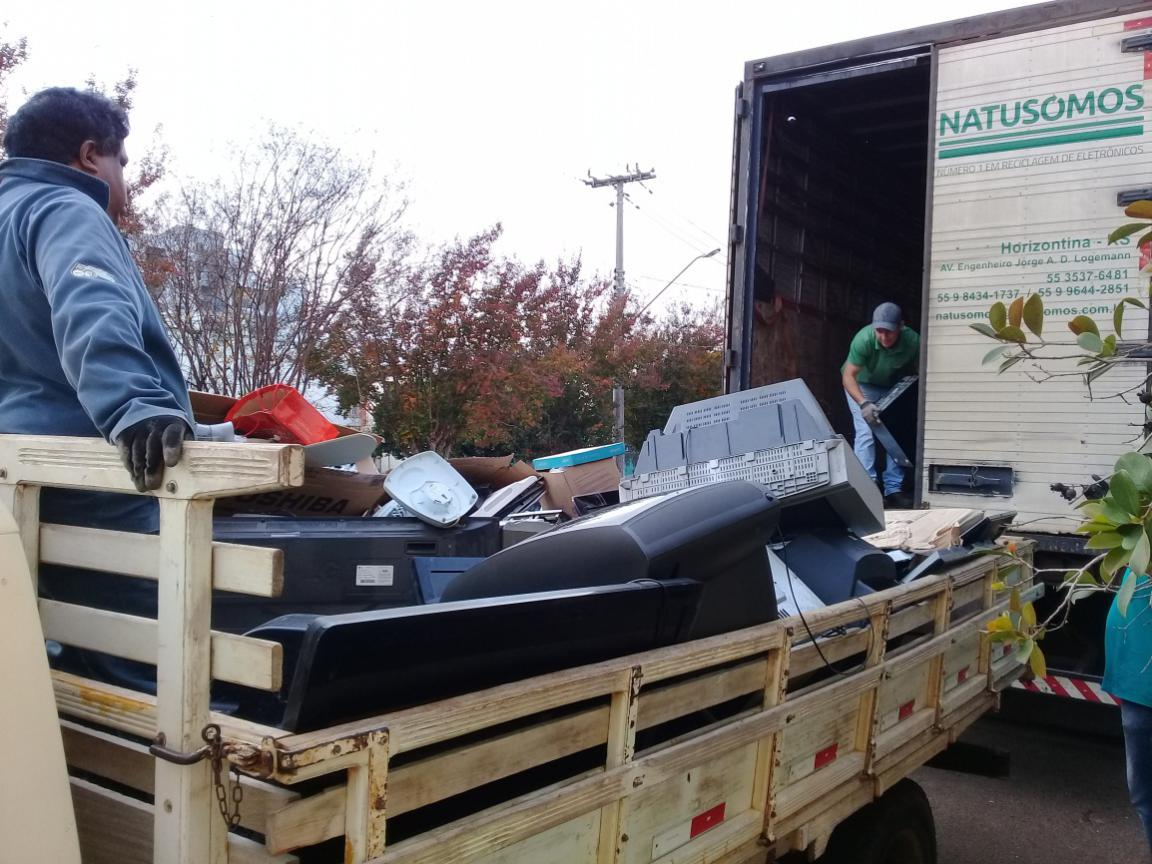 NATUSOMOS
NÚMERO 1 EM RECICLAGEM DE ELETRÔNICOS
Horizontina - RS
AV. Engenheiro Jorge A. D. Logemann
55 3537-6481
55 9 8434-1737 / 55 9 9644-2851
TOSHIBA